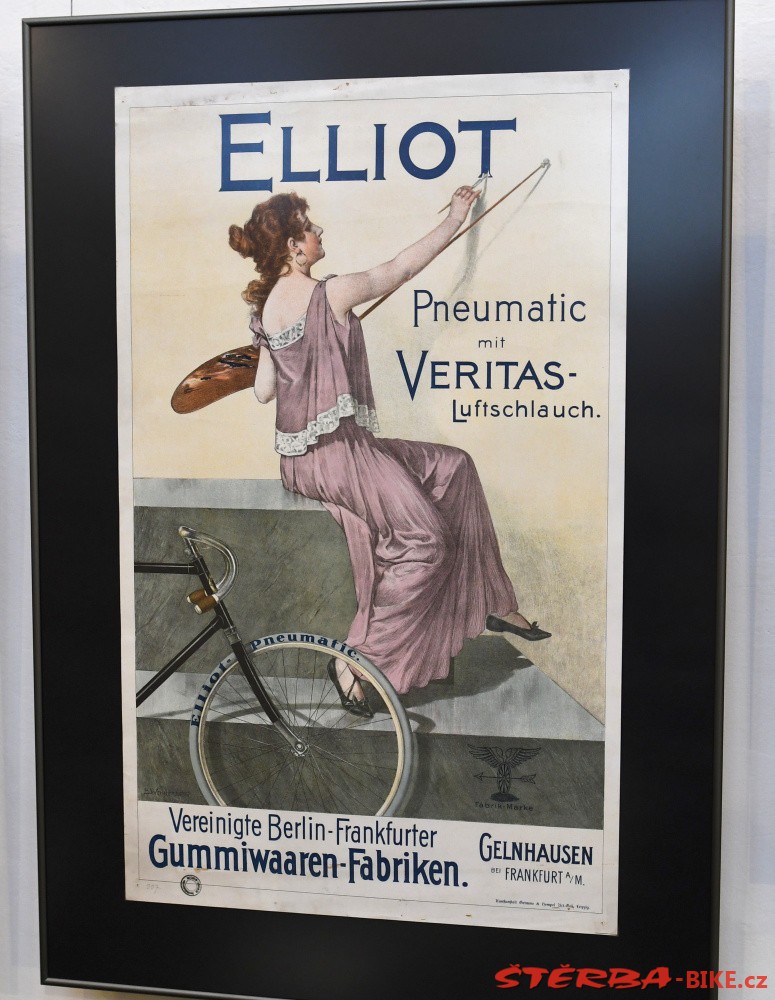 ELLIOT
Pneumatic
mit
VERITAS-
Luftschlauch.
Elliot- Pneumatic.
Fabrik-Marke
Vereinigte Berlin-Frankfurter
Gummiwaaren-Fabriken.
GELNHAUSEN
BEI FRANKFURT A/M.
ŠTĚRBA-BIKE.cz